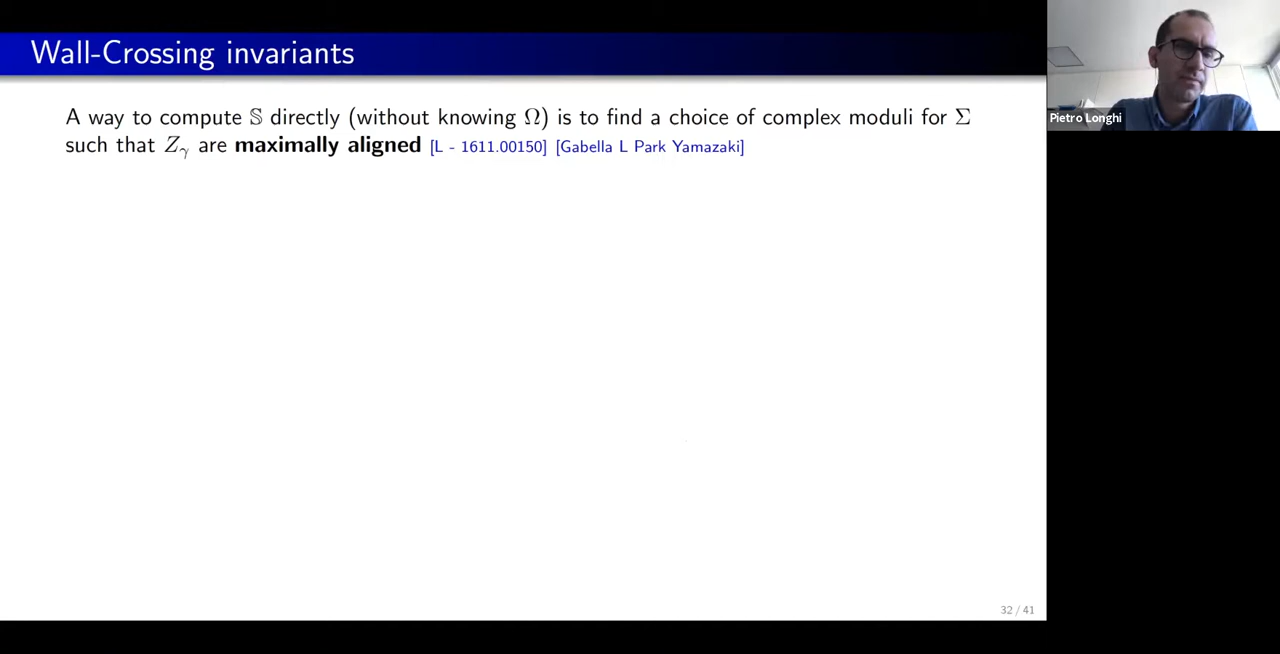 Wall-Crossing invariants
A way to compute 𝕊 directly (without knowing Ω) is to find a choice of complex moduli for Σ
such that Zγ are maximally aligned [L - 1611.00150] [Gabella L Park Yamazaki]
Pietro Longhi
32 / 41